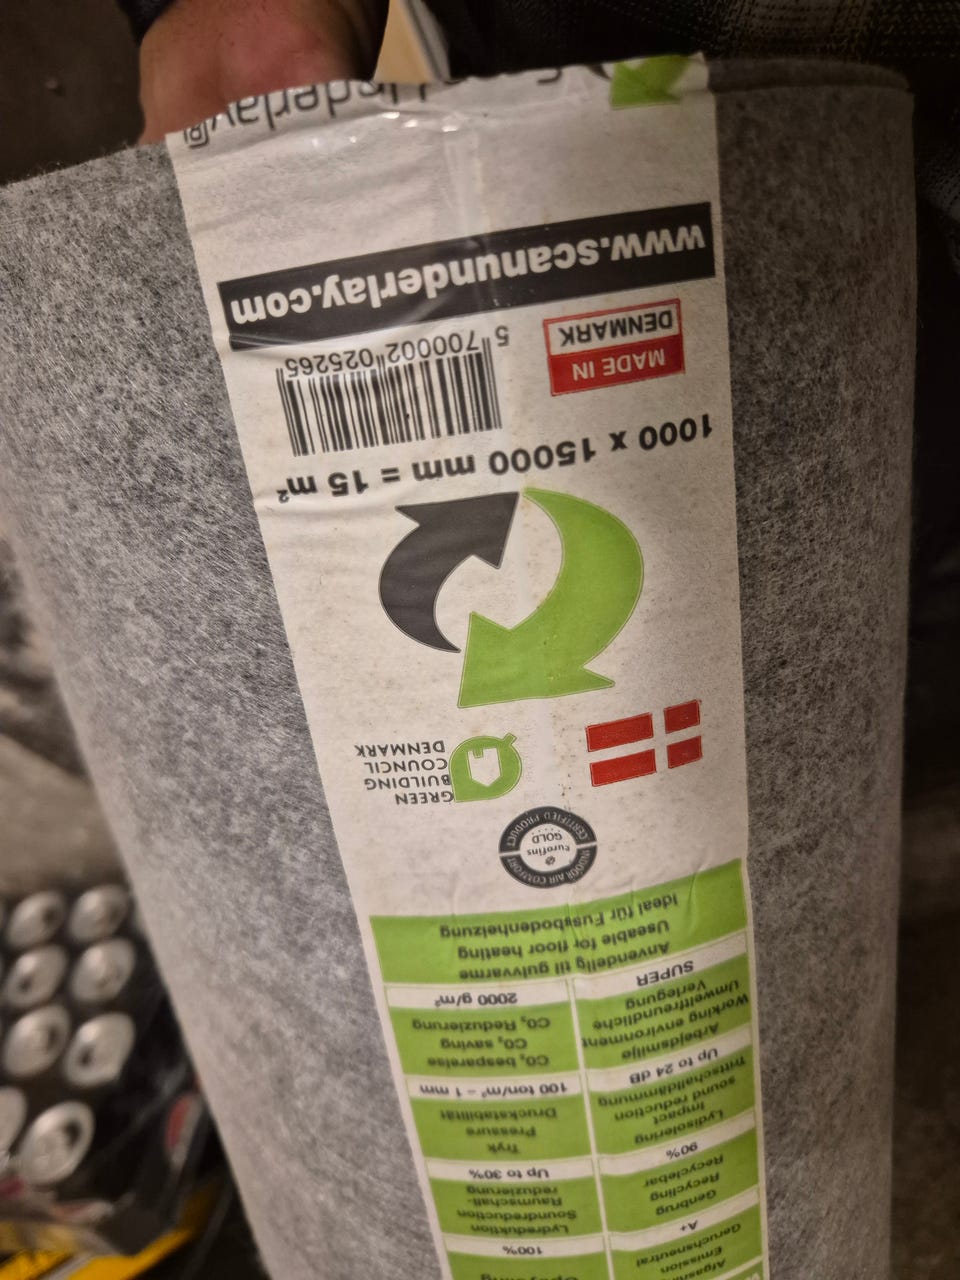 Emission
Geruchsneutral
A+
Genbrug
Recycling
Recyclebar
90%
Lydisolering
Impact
sound reduction
Trittschalldämmung
Up to 24 dB
Arbejdsmiljø
Working environment
Umweltfreundliche
Verlegung
SUPER
100%
Lydreduktion
Soundreduction
Raumschall-
reduzierung
Up to 30%
Tryk
Pressure
Druckstabilität
100 ton/m² – 1 mm
CO₂ besparelse
CO₂ saving
CO₂ Reduzierung
2000 g/m²
Anvendelig til gulvvarme
Useable for floor heating
Ideal für Fussbodenheizung
INDOOR AIR COMFORT
eurofins
GOLD
CERTIFIED PRODUCT
GREEN
BUILDING
COUNCIL
DENMARK
1000 x 15000 mm = 15 m²
MADE IN
DENMARK
5 700002 025265
www.scanunderlay.com
Underlay®